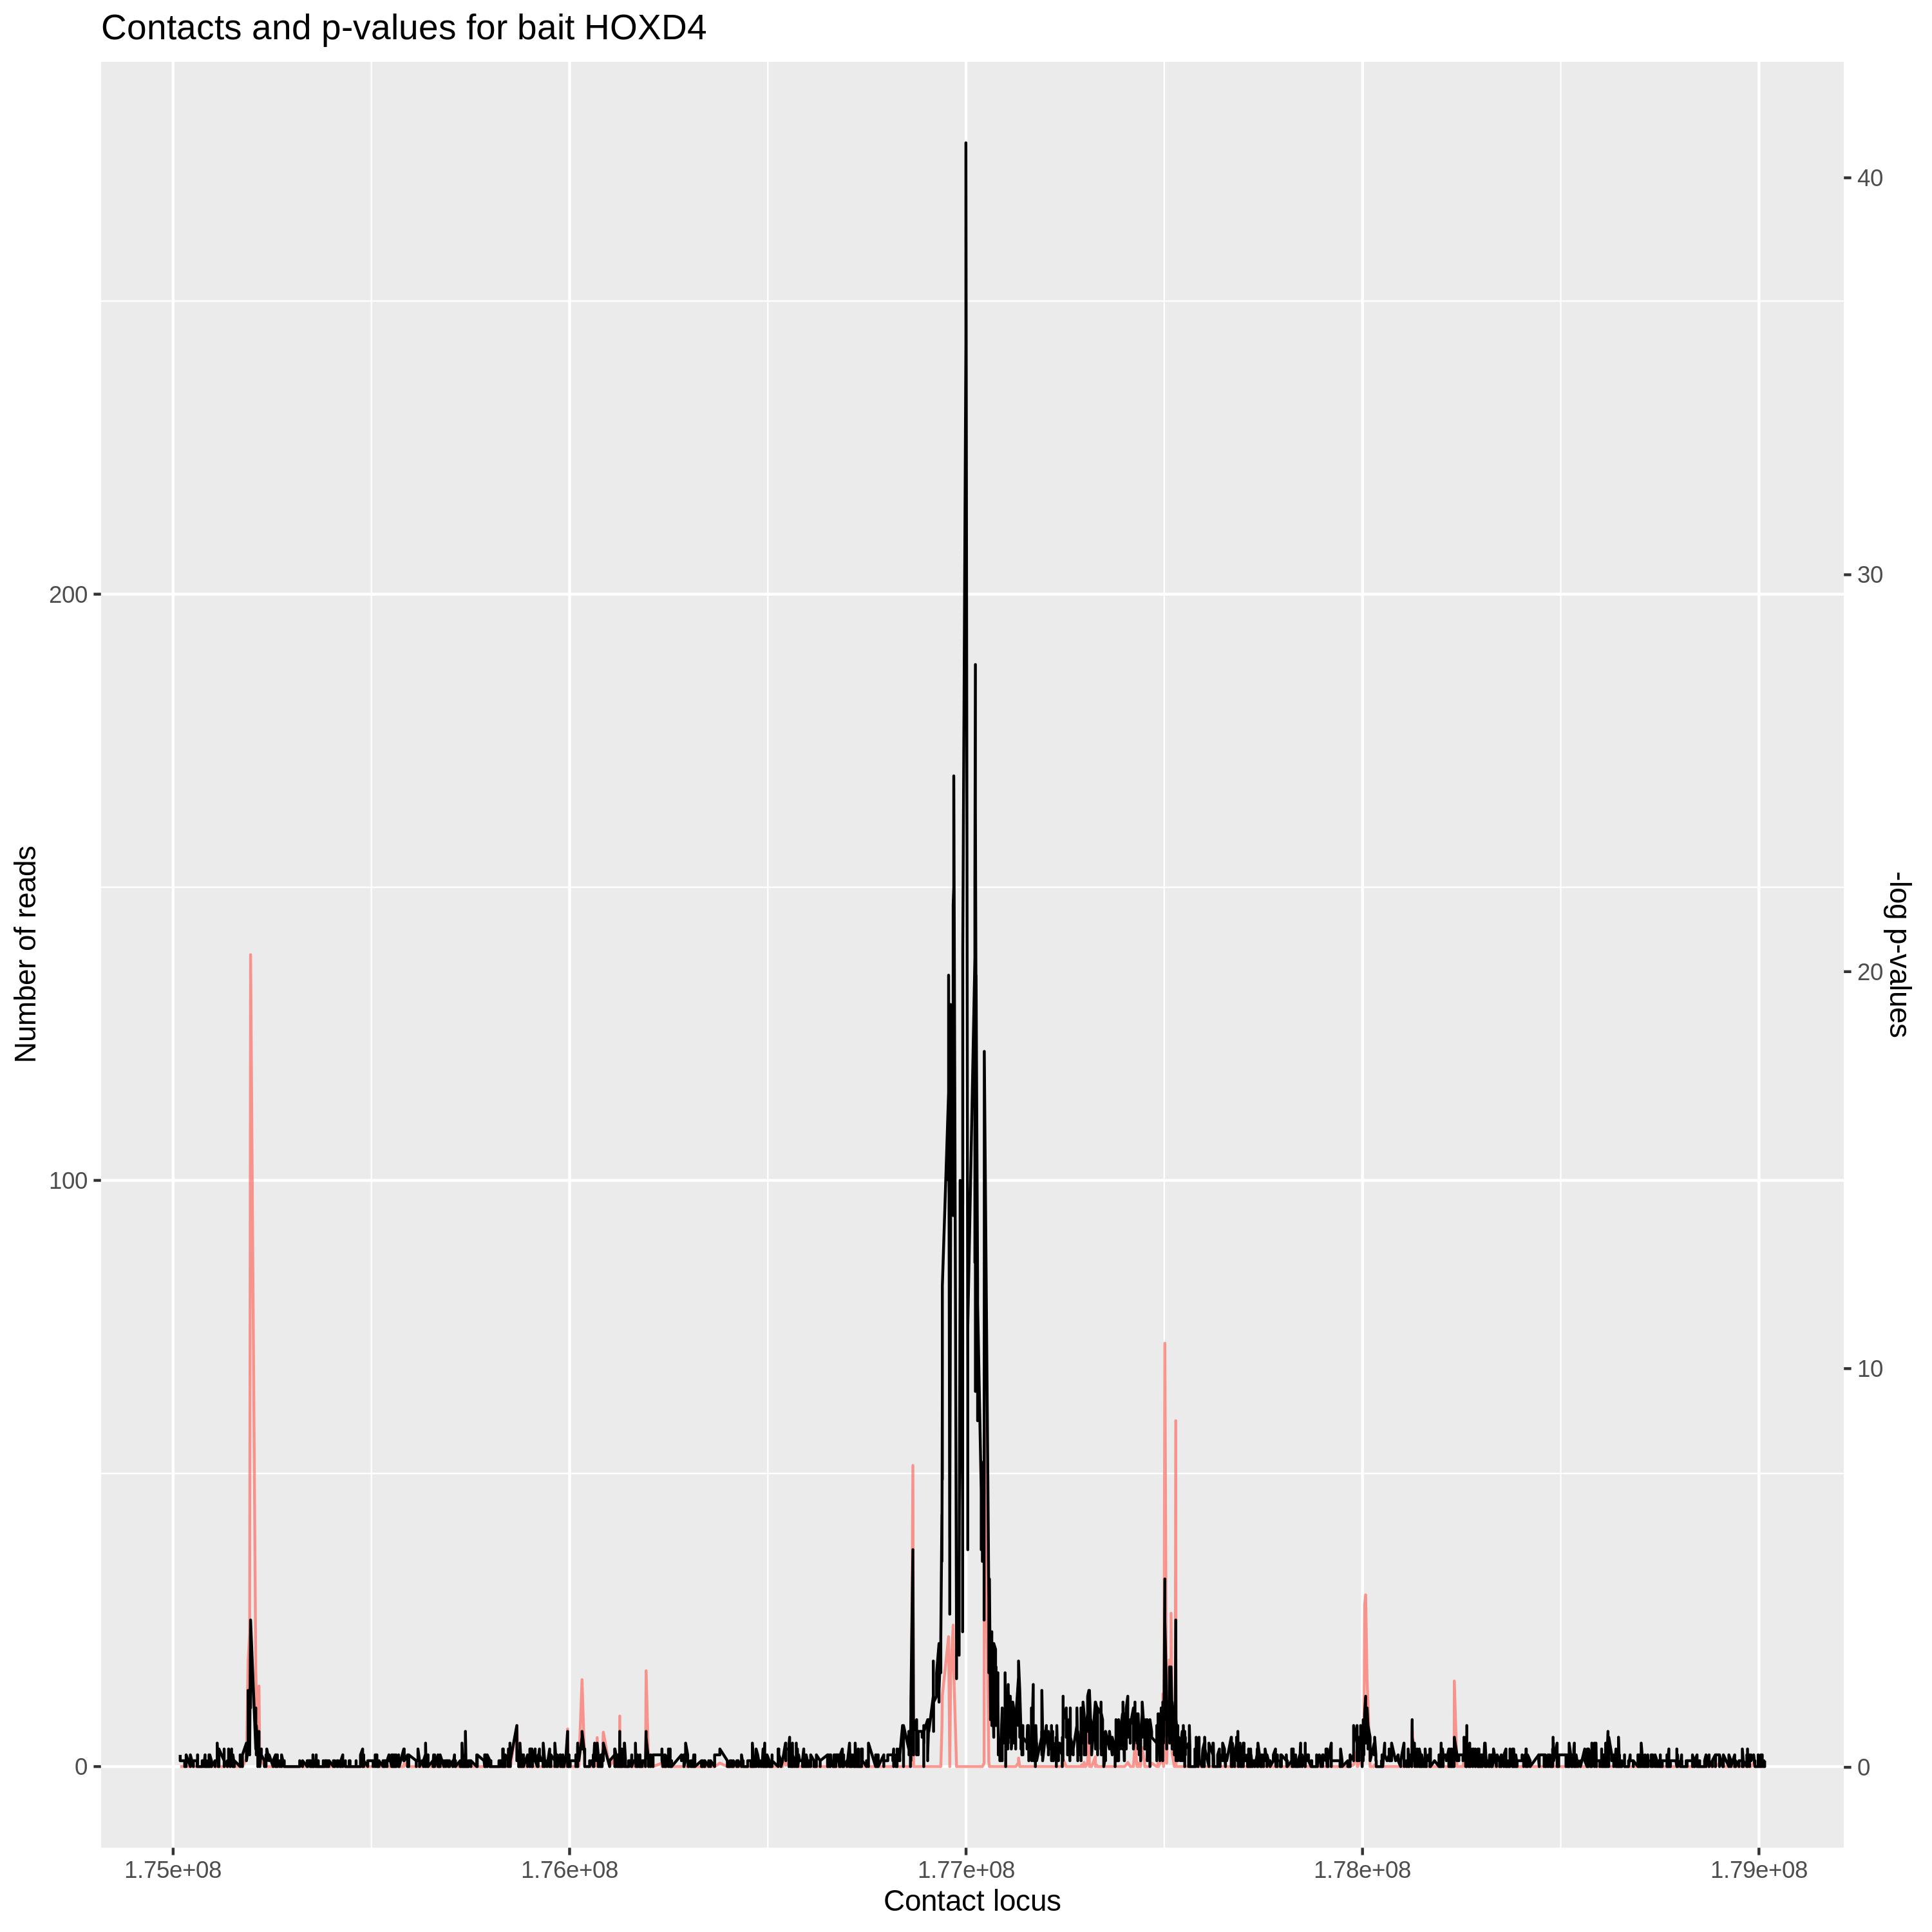 Contacts and p-values for bait HOXD4
Number of reads
200
100
0
40
30
20
10
0
-log p-values
1.75e+08 1.76e+08 1.77e+08 1.78e+08 1.79e+08
Contact locus